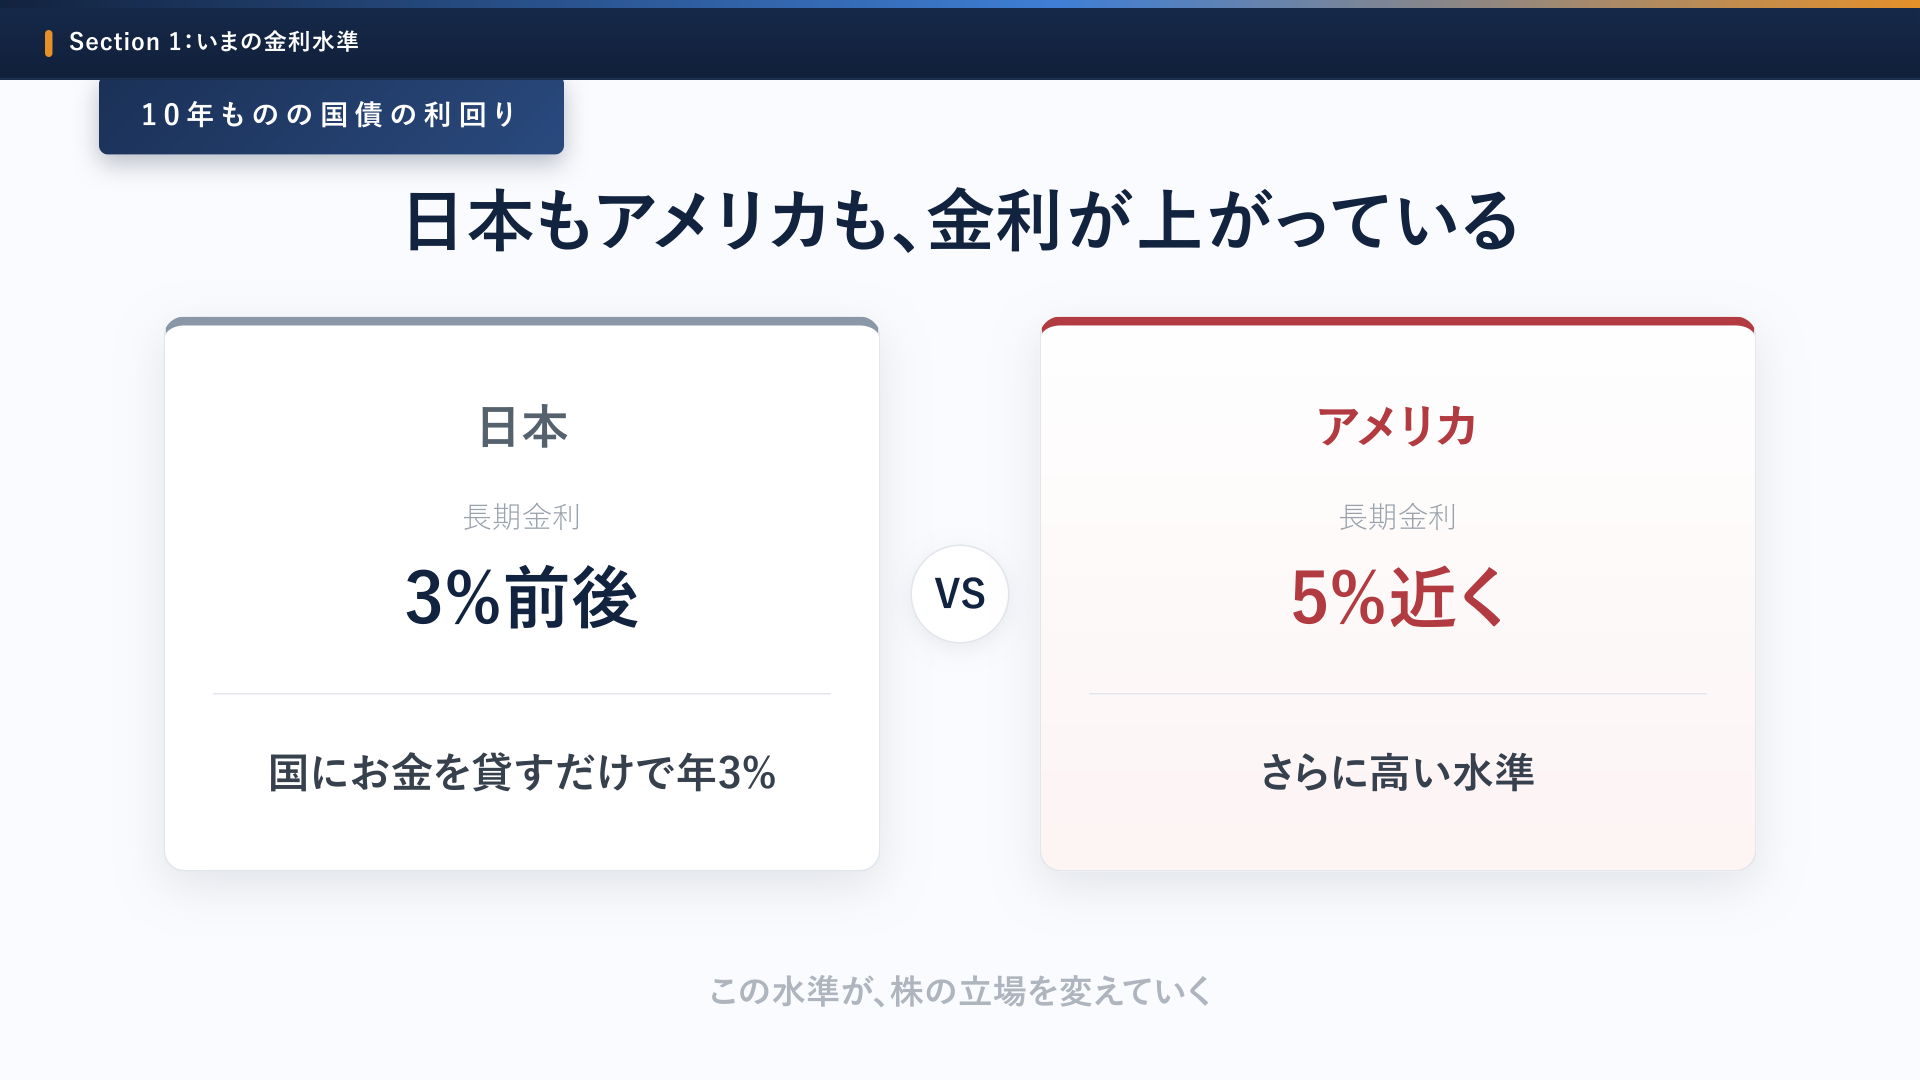 Section 1：いまの金利水準
10年ものの国債の利回り
日本もアメリカも、金利が上がっている
日本
長期金利
3%前後
国にお金を貸すだけで年3%
VS
アメリカ
長期金利
5%近く
さらに高い水準
この水準が、株の立場を変えていく